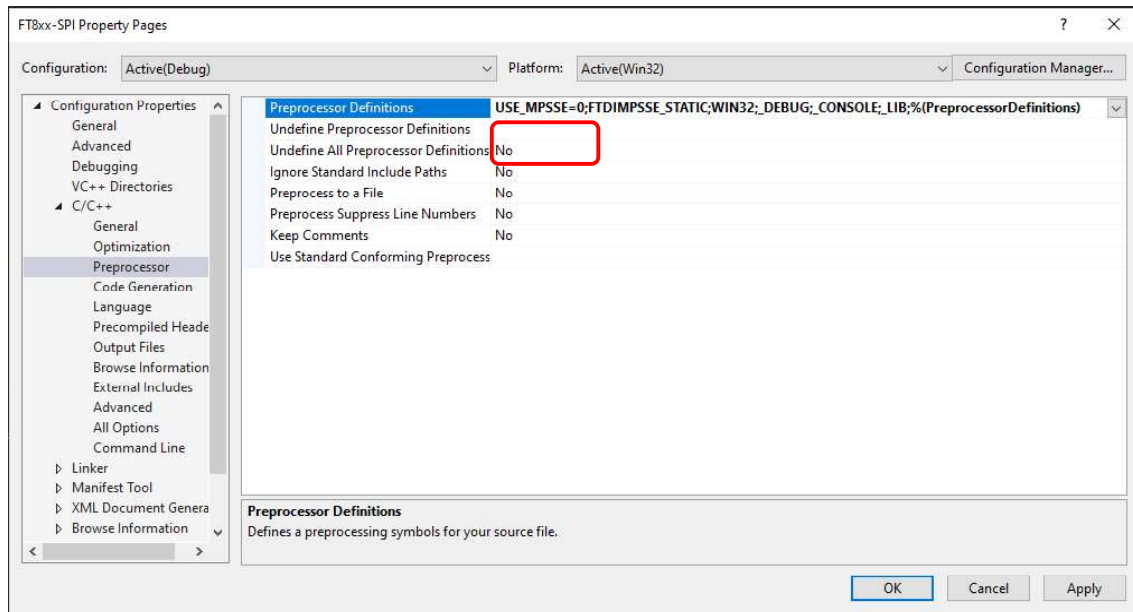 FT8xx-SPI Property Pages ? ×
Configuration: Active(Debug) Platform: Active(Win32) Configuration Manager...
Configuration Properties
General
Advanced
Debugging
VC++ Directories
C/C++
General
Optimization
Preprocessor
Code Generation
Language
Precompiled Heade
Output Files
Browse Information
External Includes
Advanced
All Options
Command Line
Linker
Manifest Tool
XML Document Genera
Browse Information
Preprocessor Definitions USE_MPSSE=0;FTDIMPSSE_STATIC;WIN32;_DEBUG;_CONSOLE;_LIB;%(PreprocessorDefinitions)
Undefine Preprocessor Definitions
Undefine All Preprocessor Definitions No
Ignore Standard Include Paths No
Preprocess to a File No
Preprocess Suppress Line Numbers No
Keep Comments No
Use Standard Conforming Preprocess
Preprocessor Definitions
Defines a preprocessing symbols for your source file.
OK Cancel Apply